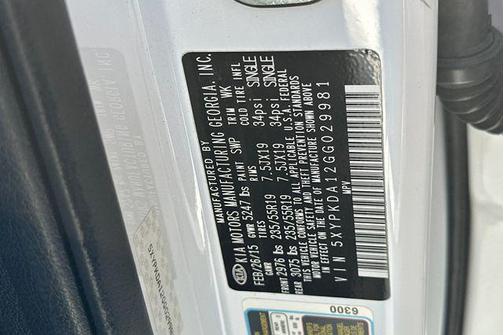 MANUFACTURED BY
KIA KIA MOTORS MANUFACTURING GEORGIA, INC.
FEB/26/15 PAINT SWP TRIM WK
GVWR 5247 lbs RIMS COLD TIRE INFL
FRONT 2976 lbs 235/55R19 7.5JX19 34psi SINGLE
REAR 3075 lbs 235/55R19 7.5JX19 34psi SINGLE
THIS VEHICLE CONFORMS TO ALL APPLICABLE U.S.A. FEDERAL
MOTOR VEHICLE SAFETY AND THEFT PREVENTION STANDARDS
IN EFFECT ON THE DATE OF MANUFACTURE SHOWN ABOVE
VIN 5XYPKDA12GG029981
MPV
6300